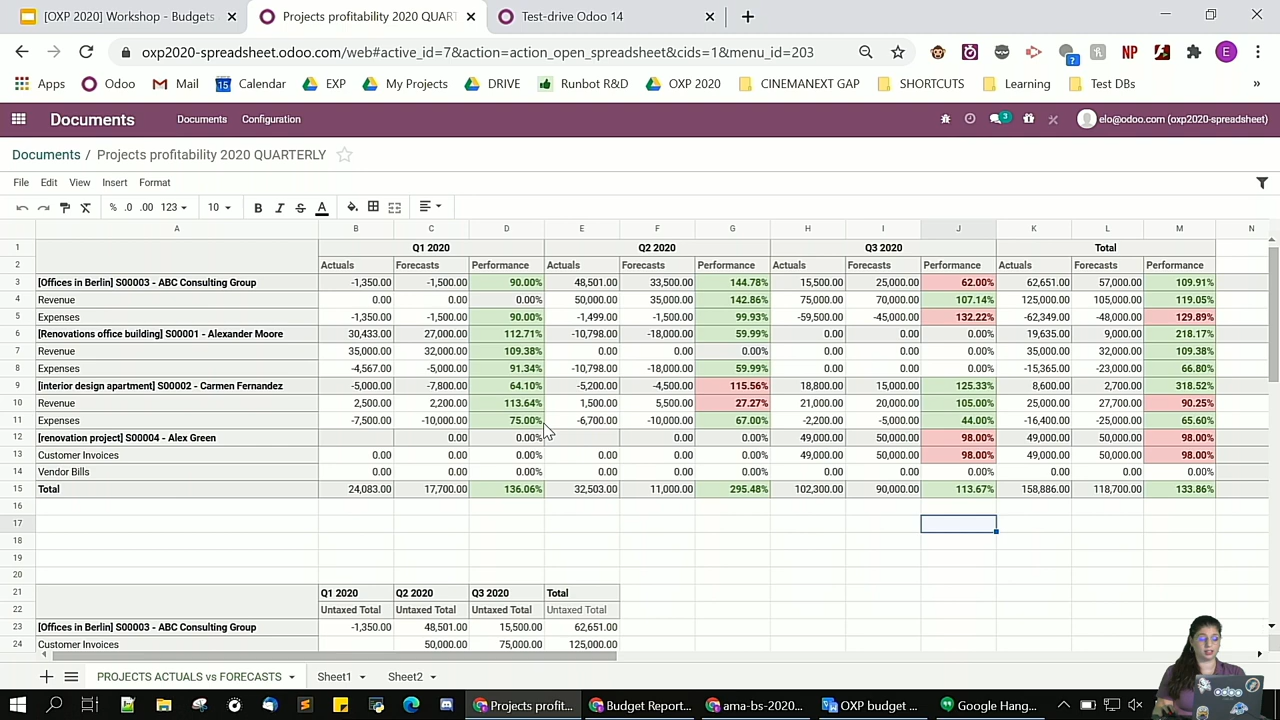 [OXP 2020] Workshop - Budgets
Projects profitability 2020 QUART
Test-drive Odoo 14
oxp2020-spreadsheet.odoo.com/web#active_id=7&action=action_open_spreadsheet&cids=1&menu_id=203
E
Apps Odoo Mail 15 Calendar EXP My Projects DRIVE Runbot R&D OXP 2020 CINEMANEXT GAP SHORTCUTS Learning Test DBs »
Documents Documents Configuration 3 elo@odoo.com (oxp2020-spreadsheet)
Documents / Projects profitability 2020 QUARTERLY
File Edit View Insert Format
% .0 .00 123 10 B I S A
A B C D E F G H I J K L M N
1 Q1 2020 Q2 2020 Q3 2020 Total
2 Actuals Forecasts Performance Actuals Forecasts Performance Actuals Forecasts Performance Actuals Forecasts Performance
3 [Offices in Berlin] S00003 - ABC Consulting Group -1,350.00 -1,500.00 90.00% 48,501.00 33,500.00 144.78% 15,500.00 25,000.00 62.00% 62,651.00 57,000.00 109.91%
4 Revenue 0.00 0.00 0.00% 50,000.00 35,000.00 142.86% 75,000.00 70,000.00 107.14% 125,000.00 105,000.00 119.05%
5 Expenses -1,350.00 -1,500.00 90.00% -1,499.00 -1,500.00 99.93% -59,500.00 -45,000.00 132.22% -62,349.00 -48,000.00 129.89%
6 [Renovations office building] S00001 - Alexander Moore 30,433.00 27,000.00 112.71% -10,798.00 -18,000.00 59.99% 0.00 0.00 0.00% 19,635.00 9,000.00 218.17%
7 Revenue 35,000.00 32,000.00 109.38% 0.00 0.00 0.00% 0.00 0.00 0.00% 35,000.00 32,000.00 109.38%
8 Expenses -4,567.00 -5,000.00 91.34% -10,798.00 -18,000.00 59.99% 0.00 0.00 0.00% -15,365.00 -23,000.00 66.80%
9 [interior design apartment] S00002 - Carmen Fernandez -5,000.00 -7,800.00 64.10% -5,200.00 -4,500.00 115.56% 18,800.00 15,000.00 125.33% 8,600.00 2,700.00 318.52%
10 Revenue 2,500.00 2,200.00 113.64% 1,500.00 5,500.00 27.27% 21,000.00 20,000.00 105.00% 25,000.00 27,700.00 90.25%
11 Expenses -7,500.00 -10,000.00 75.00% -6,700.00 -10,000.00 67.00% -2,200.00 -5,000.00 44.00% -16,400.00 -25,000.00 65.60%
12 [renovation project] S00004 - Alex Green 0.00 0.00% 0.00 0.00% 49,000.00 50,000.00 98.00% 49,000.00 50,000.00 98.00%
13 Customer Invoices 0.00 0.00 0.00% 0.00 0.00 0.00% 49,000.00 50,000.00 98.00% 49,000.00 50,000.00 98.00%
14 Vendor Bills 0.00 0.00 0.00% 0.00 0.00 0.00% 0.00 0.00 0.00% 0.00 0.00 0.00%
15 Total 24,083.00 17,700.00 136.06% 32,503.00 11,000.00 295.48% 102,300.00 90,000.00 113.67% 158,886.00 118,700.00 133.86%
16
17
18
19
20
21 Q1 2020 Q2 2020 Q3 2020 Total
22 Untaxed Total Untaxed Total Untaxed Total Untaxed Total
23 [Offices in Berlin] S00003 - ABC Consulting Group -1,350.00 48,501.00 15,500.00 62,651.00
24 Customer Invoices 50,000.00 75,000.00 125,000.00
PROJECTS ACTUALS vs FORECASTS Sheet1 Sheet2
odoo
Projects profit... Budget Report... ama-bs-2020... OXP budget ... Google Hang...